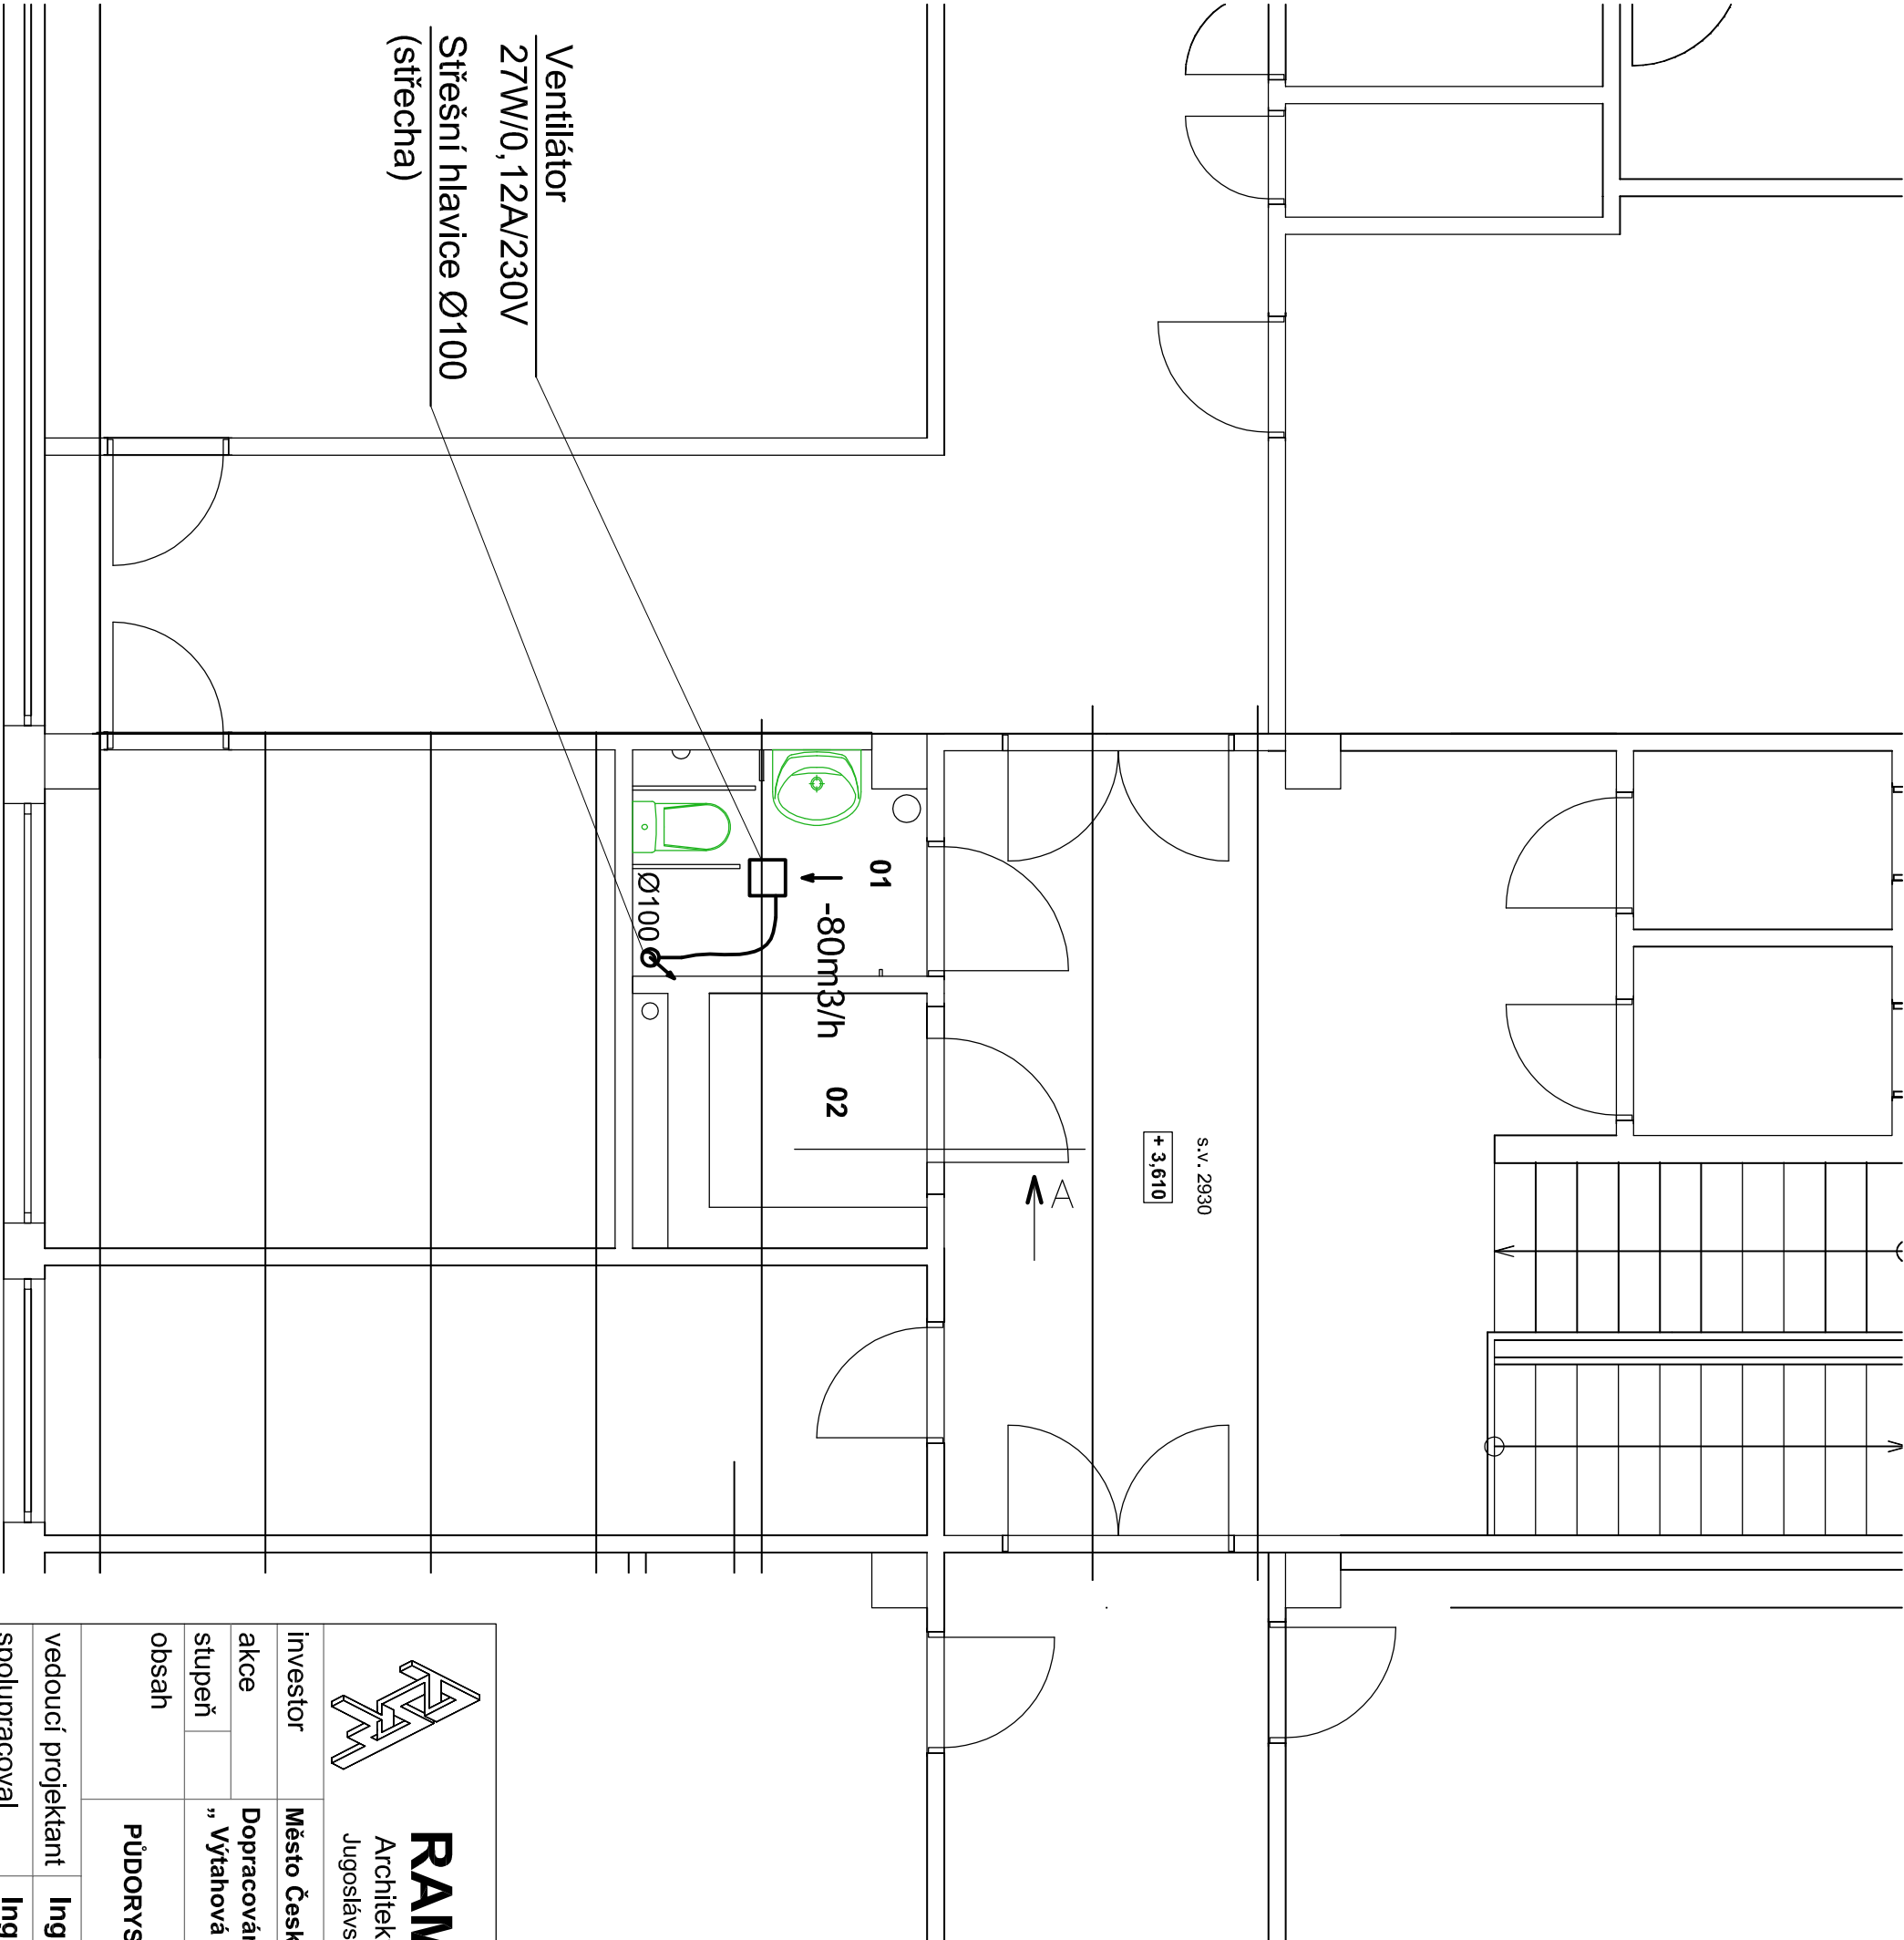 Ventilátor
27W/0,12A/230V
Střešní hlavice Ø100
(střecha)
01
-80m3/h
Ø100
02
s.v. 2930
+ 3,610
A
RAM
Architek
Jugoslávs
investor
Město Česk
akce
Dopracován
„ Výtahová
stupeň
obsah
PŮDORYS
vedoucí projektant
Ing
spolupracoval
Ing